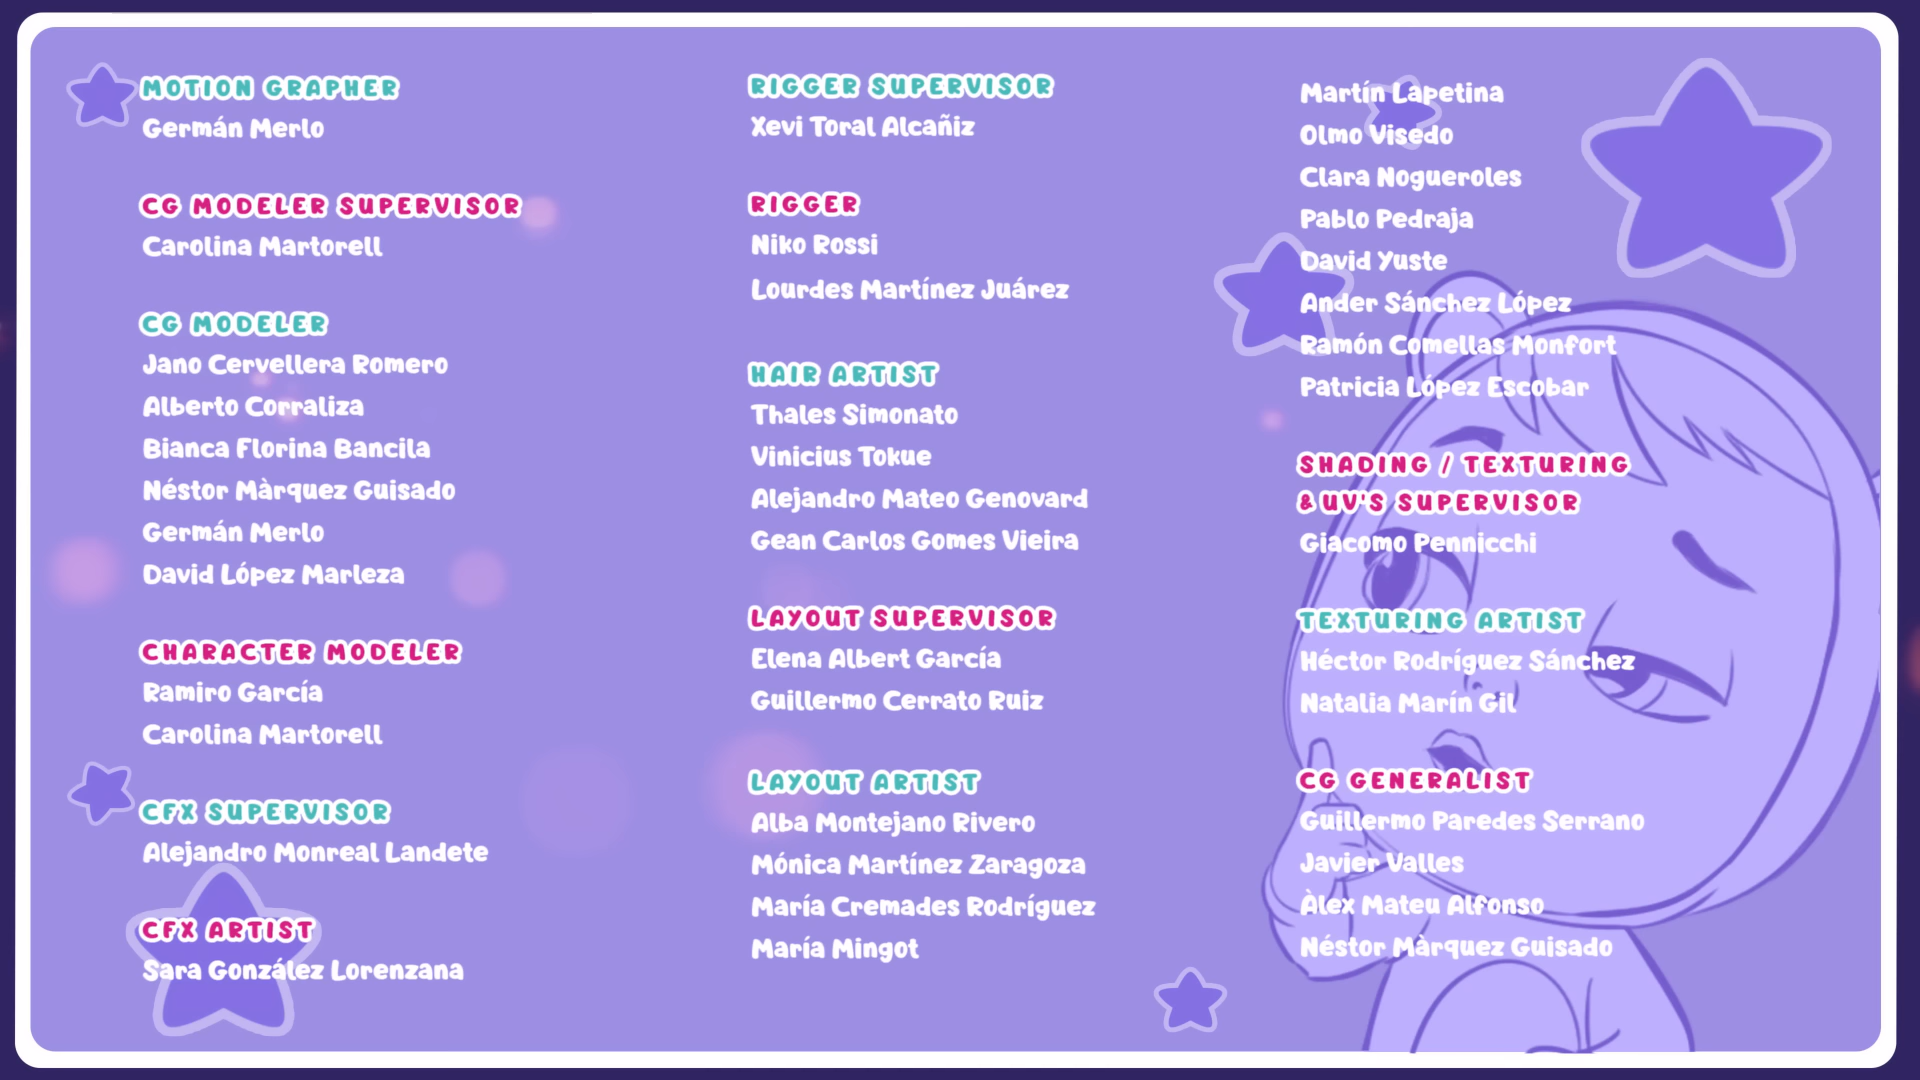 MOTION GRAPHER
Germán Merlo
CG MODELER SUPERVISOR
Carolina Martorell
CG MODELER
Jano Cervellera Romero
Alberto Corraliza
Bianca Florina Bancila
Néstor Màrquez Guisado
Germán Merlo
David López Marleza
CHARACTER MODELER
Ramiro García
Carolina Martorell
CFX SUPERVISOR
Alejandro Monreal Landete
CFX ARTIST
Sara González Lorenzana
RIGGER SUPERVISOR
Xevi Toral Alcañiz
RIGGER
Niko Rossi
Lourdes Martínez Juárez
HAIR ARTIST
Thales Simonato
Vinicius Tokue
Alejandro Mateo Genovard
Gean Carlos Gomes Vieira
LAYOUT SUPERVISOR
Elena Albert García
Guillermo Cerrato Ruiz
LAYOUT ARTIST
Alba Montejano Rivero
Mónica Martínez Zaragoza
María Cremades Rodríguez
María Mingot
Martín Lapetina
Olmo Visedo
Clara Nogueroles
Pablo Pedraja
David Yuste
Ander Sánchez López
Ramón Comellas Monfort
Patricia López Escobar
SHADING / TEXTURING
& UV'S SUPERVISOR
Giacomo Pennicchi
TEXTURING ARTIST
Héctor Rodríguez Sánchez
Natalia Marín Gil
CG GENERALIST
Guillermo Paredes Serrano
Javier Valles
Àlex Mateu Alfonso
Néstor Màrquez Guisado